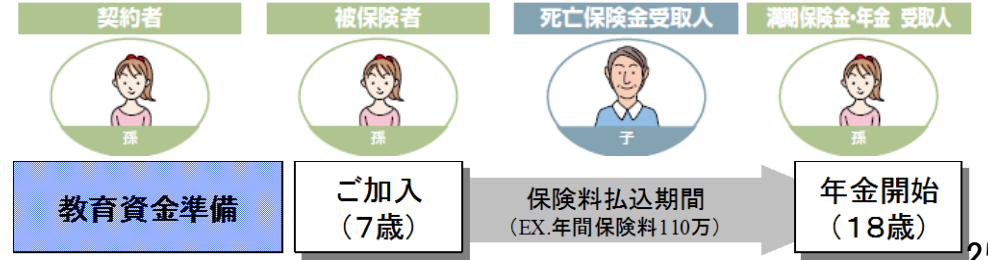 契約者
被保険者
死亡保険金受取人
満期保険金・年金 受取人
孫
孫
子
孫
教育資金準備
ご加入
（７歳）
保険料払込期間
（EX.年間保険料110万）
年金開始
（１８歳）
25